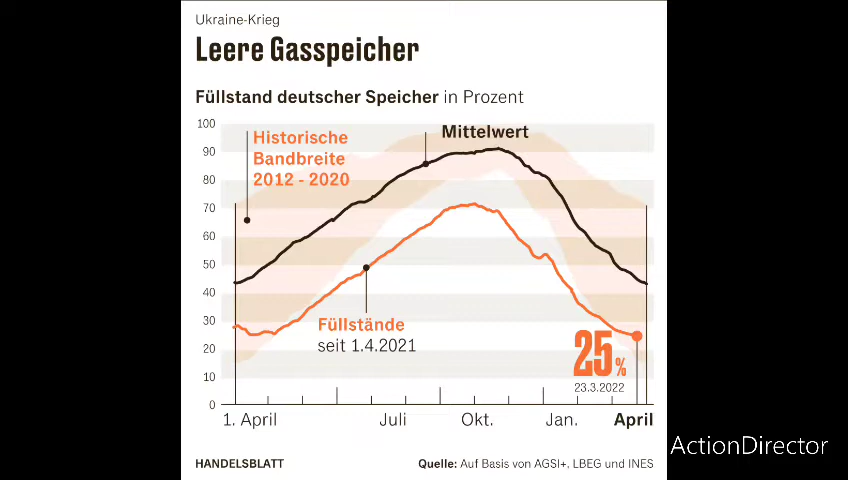 Ukraine-Krieg
Leere Gasspeicher
Füllstand deutscher Speicher in Prozent
100
90
80
70
60
50
40
30
20
10
0
Historische
Bandbreite
2012 - 2020
Mittelwert
Füllstände
seit 1.4.2021
25%
23.3.2022
1. April
Juli
Okt.
Jan.
April
HANDELSBLATT
Quelle: Auf Basis von AGSI+, LBEG und INES
ActionDirector